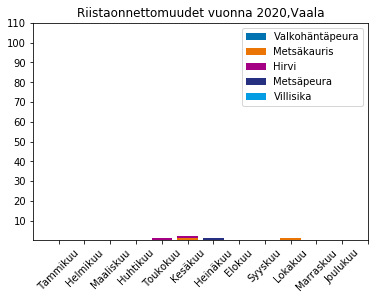 Riistaonnettomuudet vuonna 2020,Vaala
110
100
90
80
70
60
50
40
30
20
10
Valkohäntäpeura
Metsäkauris
Hirvi
Metsäpeura
Villisika
Tammikuu
Helmikuu
Maaliskuu
Huhtikuu
Toukokuu
Kesäkuu
Heinäkuu
Elokuu
Syyskuu
Lokakuu
Marraskuu
Joulukuu